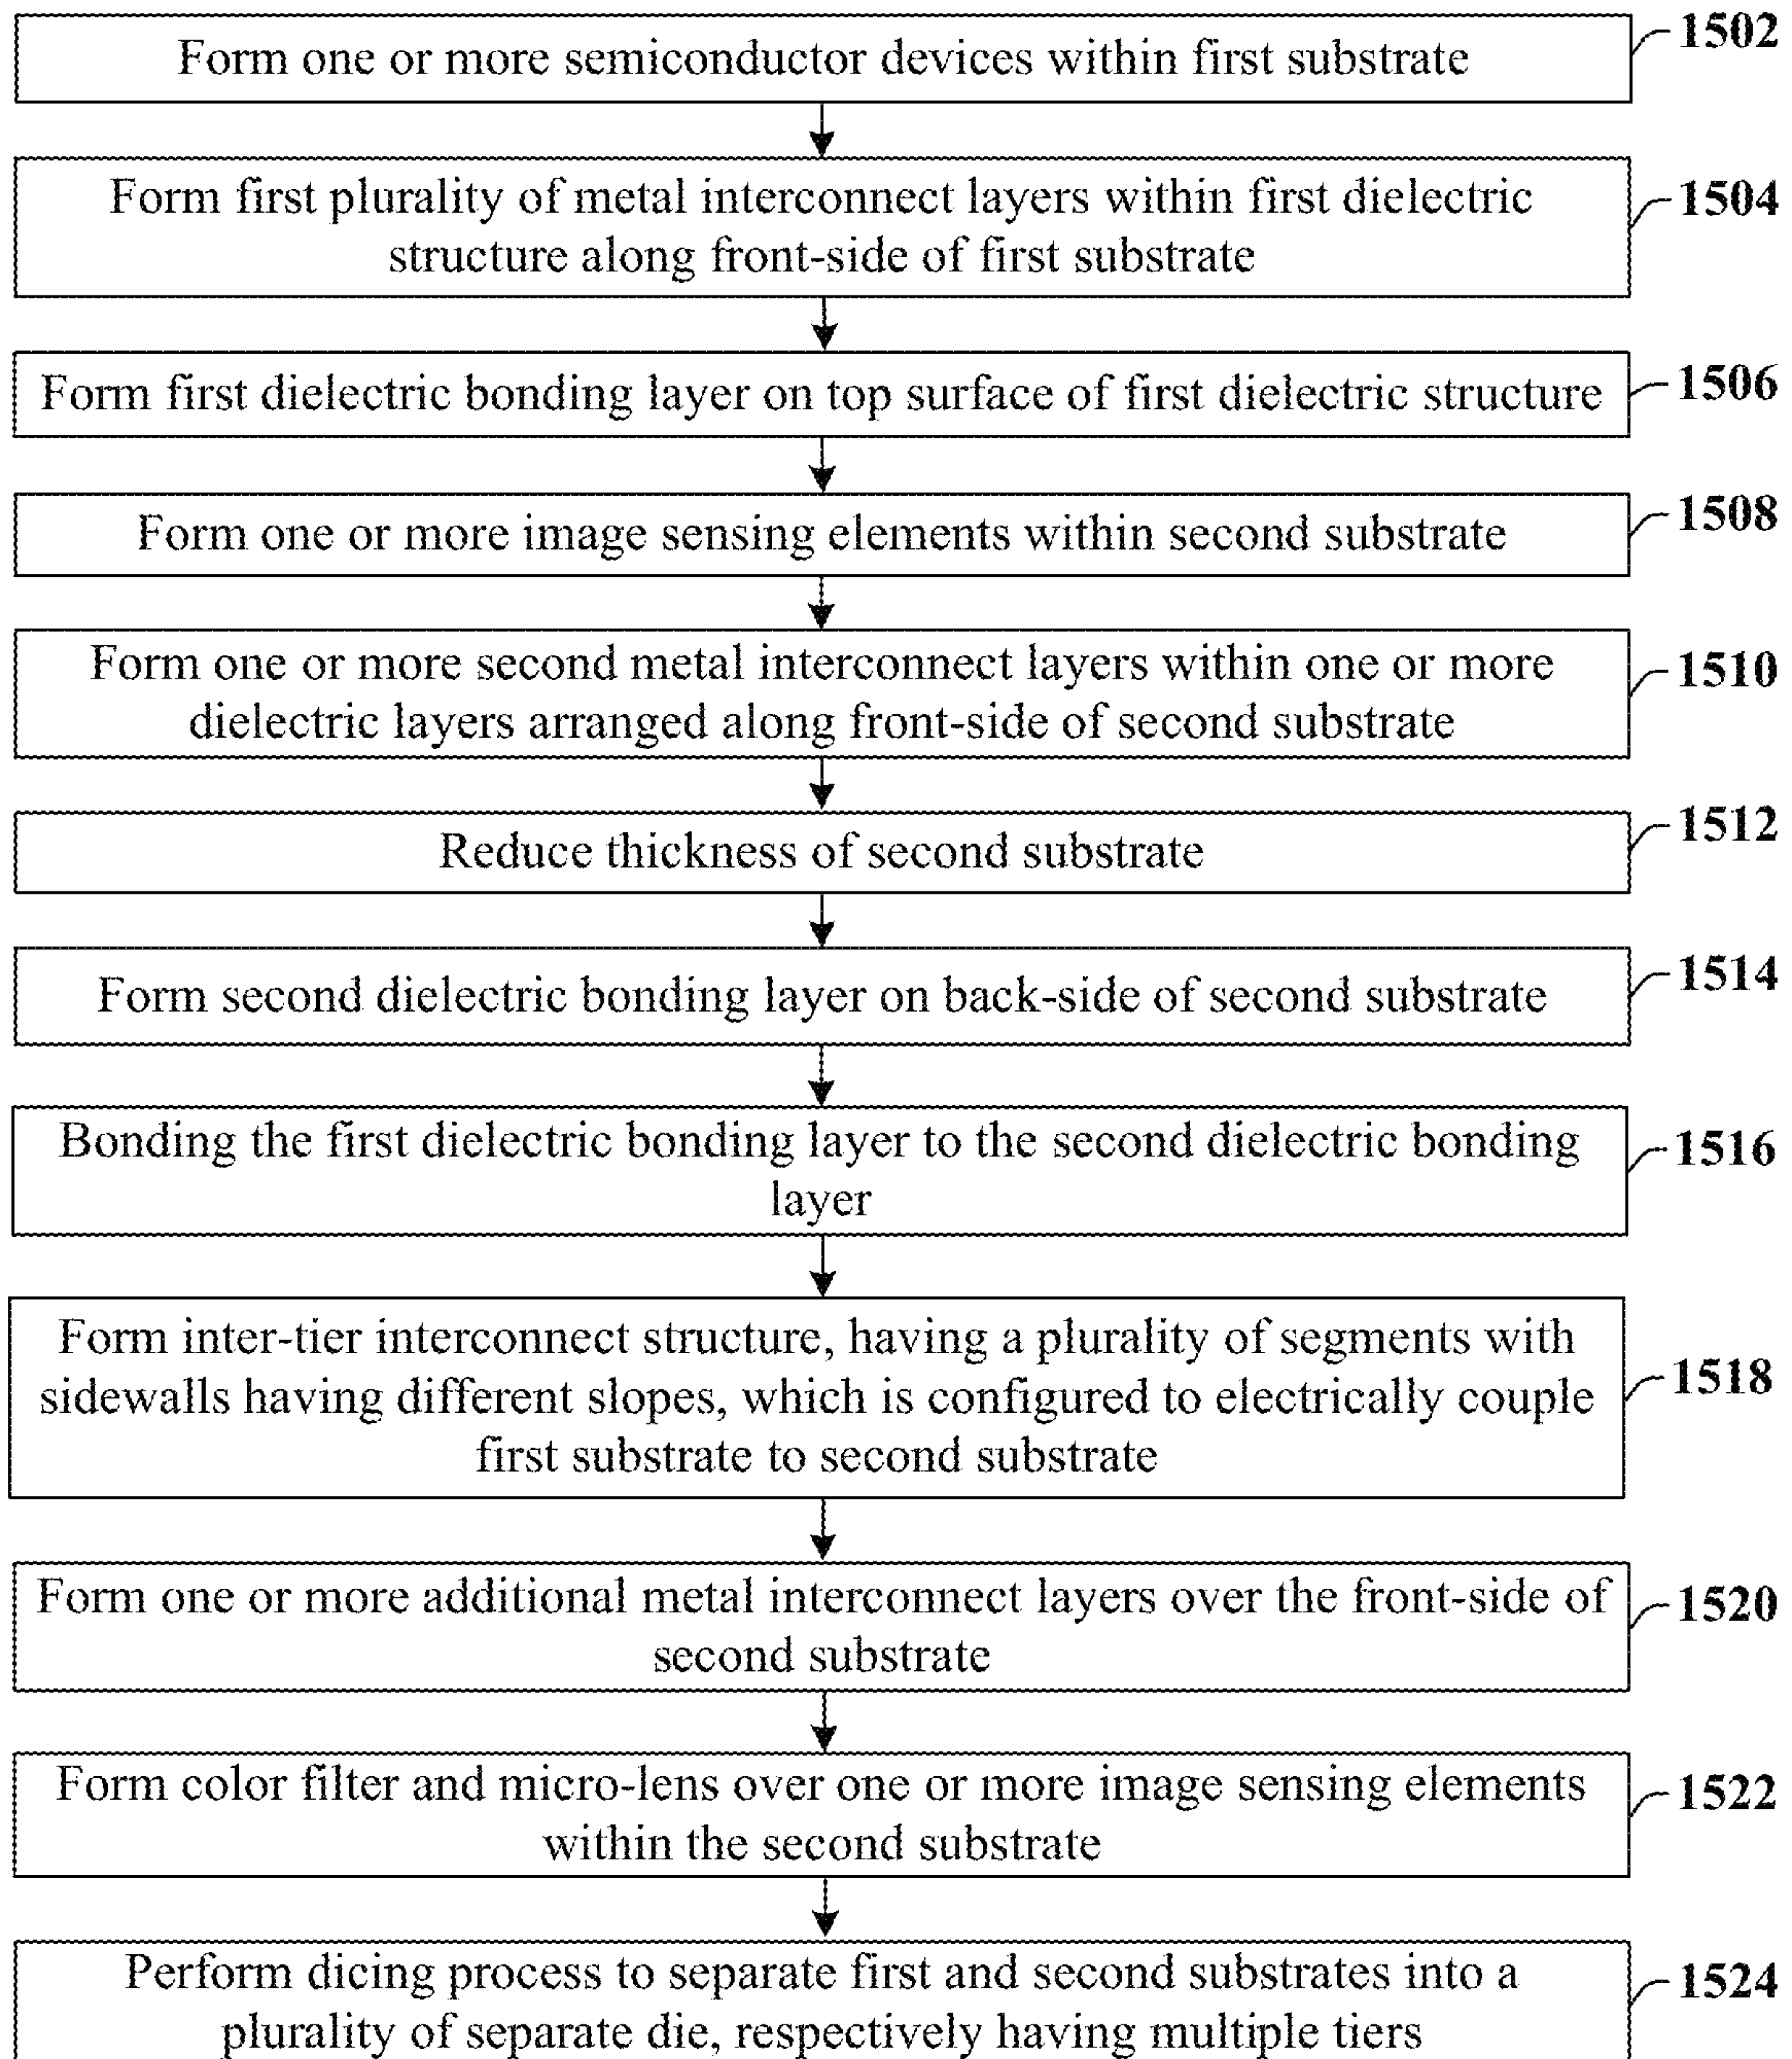 Form one or more semiconductor devices within first substrate
1502
Form first plurality of metal interconnect layers within first dielectric
structure along front-side of first substrate
1504
Form first dielectric bonding layer on top surface of first dielectric structure
1506
Form one or more image sensing elements within second substrate
1508
Form one or more second metal interconnect layers within one or more
dielectric layers arranged along front-side of second substrate
1510
Reduce thickness of second substrate
1512
Form second dielectric bonding layer on back-side of second substrate
1514
Bonding the first dielectric bonding layer to the second dielectric bonding
layer
1516
Form inter-tier interconnect structure, having a plurality of segments with
sidewalls having different slopes, which is configured to electrically couple
first substrate to second substrate
1518
Form one or more additional metal interconnect layers over the front-side of
second substrate
1520
Form color filter and micro-lens over one or more image sensing elements
within the second substrate
1522
Perform dicing process to separate first and second substrates into a
plurality of separate die, respectively having multiple tiers
1524